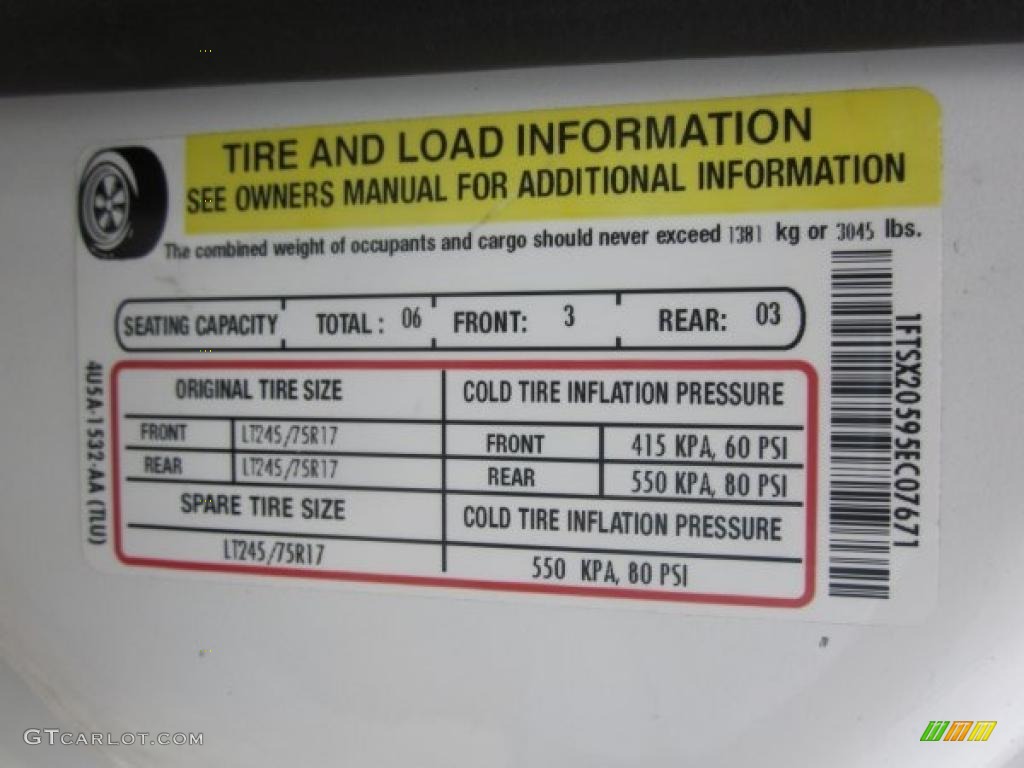 TIRE AND LOAD INFORMATION
SEE OWNERS MANUAL FOR ADDITIONAL INFORMATION
The combined weight of occupants and cargo should never exceed 1381 kg or 3045 lbs.
SEATING CAPACITY TOTAL : 06 FRONT: 3 REAR: 03
ORIGINAL TIRE SIZE COLD TIRE INFLATION PRESSURE
FRONT LT245/75R17 FRONT 415 KPA, 60 PSI
REAR LT245/75R17 REAR 550 KPA, 80 PSI
SPARE TIRE SIZE COLD TIRE INFLATION PRESSURE
LT245/75R17 550 KPA, 80 PSI
4U5A-1532-AA (TLU)
1FTSX20595EC07671
GTCARLOT.COM